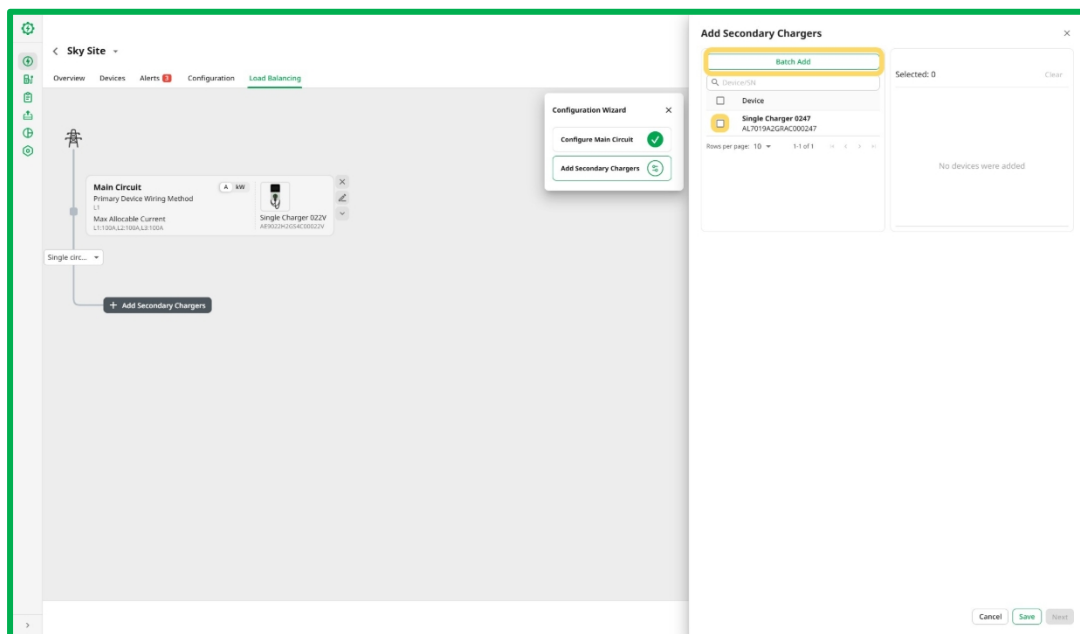 Sky Site
Overview Devices Alerts 3 Configuration Load Balancing
Main Circuit
A kW
Primary Device Wiring Method
L1
Max Allocable Current
L1:100A,L2:100A,L3:100A
Single Charger 022V
AE9022H2GS4C00022V
Single circ...
+ Add Secondary Chargers
Configuration Wizard
Configure Main Circuit
Add Secondary Chargers
Add Secondary Chargers
Batch Add
Device/SN
Device
Single Charger 0247
AL7019A2GRAC000247
Rows per page: 10
1-1 of 1
Selected: 0
Clear
No devices were added
Cancel Save Next